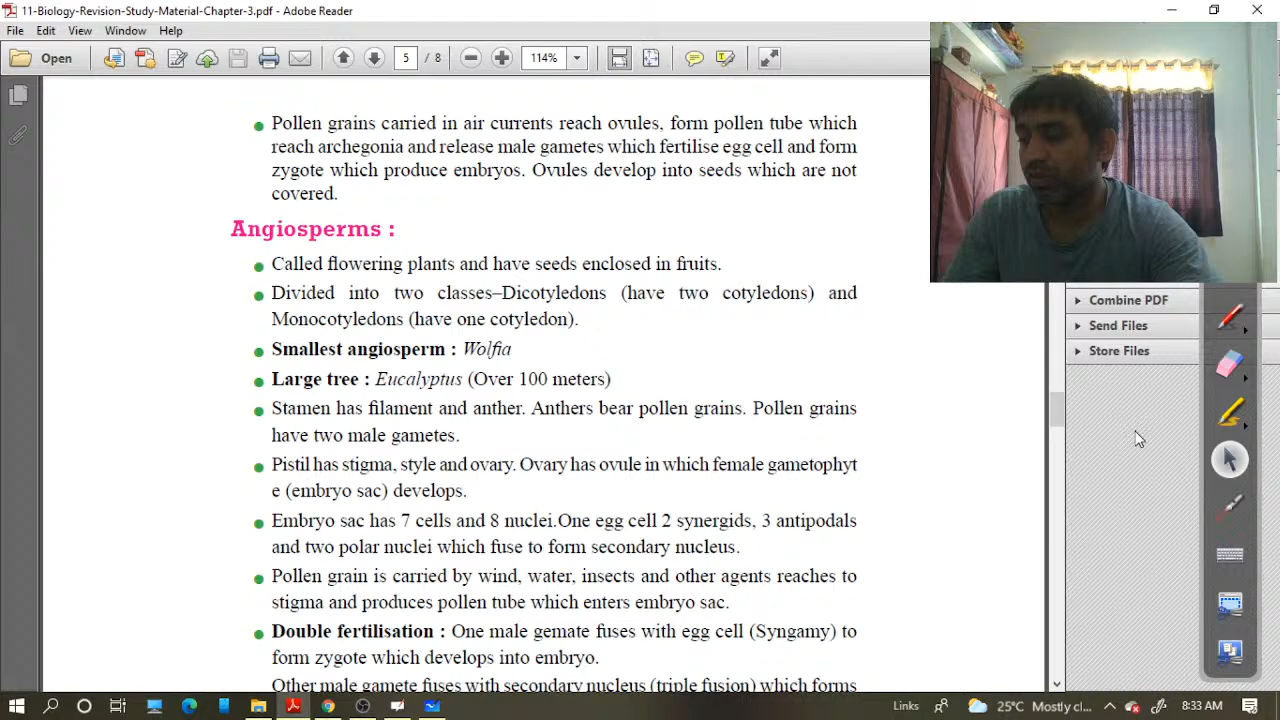 11-Biology-Revision-Study-Material-Chapter-3.pdf - Adobe Reader
File Edit View Window Help
Open 5 / 8 114%
Pollen grains carried in air currents reach ovules, form pollen tube which
reach archegonia and release male gametes which fertilise egg cell and form
zygote which produce embryos. Ovules develop into seeds which are not
covered.
Angiosperms :
Called flowering plants and have seeds enclosed in fruits.
Divided into two classes–Dicotyledons (have two cotyledons) and
Monocotyledons (have one cotyledon).
Smallest angiosperm : Wolfia
Large tree : Eucalyptus (Over 100 meters)
Stamen has filament and anther. Anthers bear pollen grains. Pollen grains
have two male gametes.
Pistil has stigma, style and ovary. Ovary has ovule in which female gametophyt
e (embryo sac) develops.
Embryo sac has 7 cells and 8 nuclei.One egg cell 2 synergids, 3 antipodals
and two polar nuclei which fuse to form secondary nucleus.
Pollen grain is carried by wind, water, insects and other agents reaches to
stigma and produces pollen tube which enters embryo sac.
Double fertilisation : One male gemate fuses with egg cell (Syngamy) to
form zygote which develops into embryo.
Other male gamete fuses with secondary nucleus (triple fusion) which forms
Combine PDF
Send Files
Store Files
Links 25°C Mostly cl... 8:33 AM